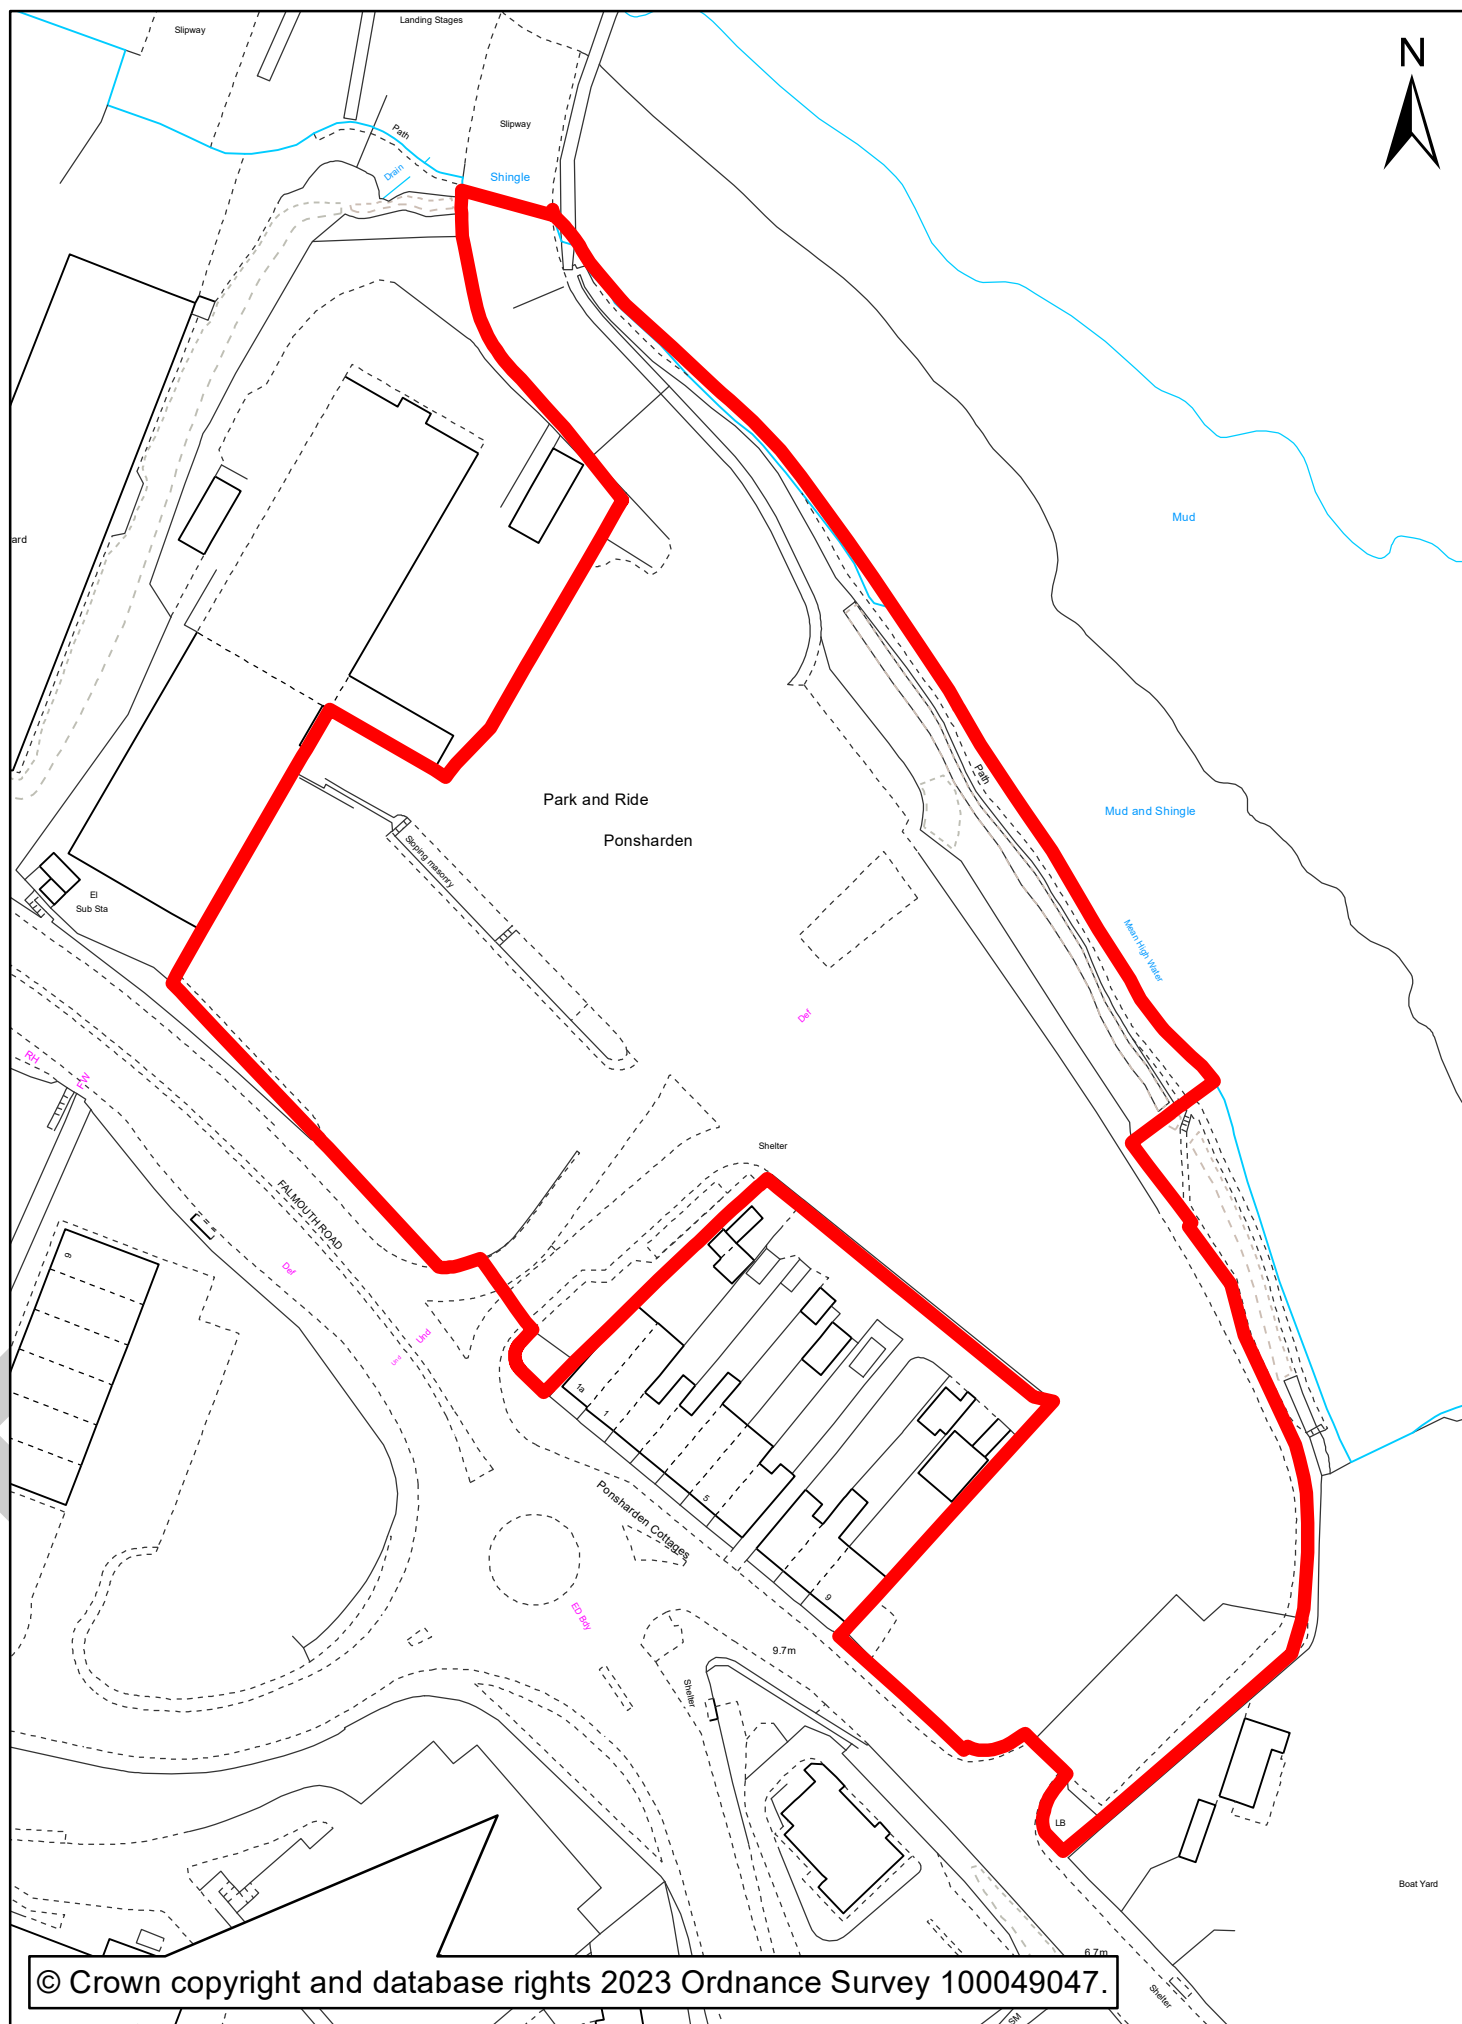 Landing Stages
Slipway
N
Slipway
Path
Drain
Shingle
Mud
ard
Path
Park and Ride
Mud and Shingle
Ponsharden
Sloping masonry
El
Sub Sta
Mean High Water
Def
RH
FW
Shelter
FALMOUTH ROAD
9
Def
Und
Und
1a
1
5
Ponsharden Cottages
9
ED Bdy
9.7m
Shelter
LB
Boat Yard
6.7m
© Crown copyright and database rights 2023 Ordnance Survey 100049047.
Shelter
SM